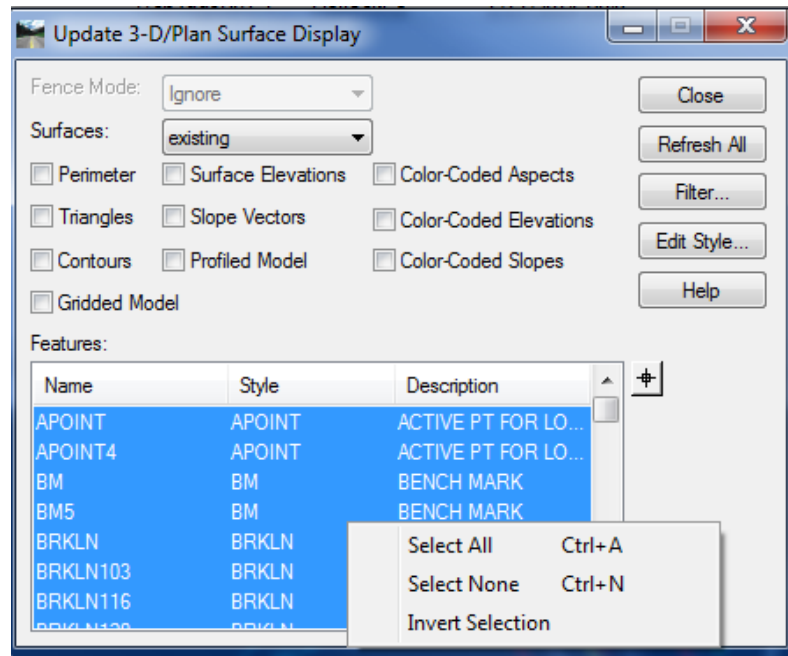 Update 3-D/Plan Surface Display
Fence Mode: Ignore Close
Surfaces: existing Refresh All
Perimeter Surface Elevations Color-Coded Aspects Filter...
Triangles Slope Vectors Color-Coded Elevations Edit Style...
Contours Profiled Model Color-Coded Slopes Help
Gridded Model
Features:
Name Style Description
APOINT APOINT ACTIVE PT FOR LO...
APOINT4 APOINT ACTIVE PT FOR LO...
BM BM BENCH MARK
BM5 BM BENCH MARK
BRKLN BRKLN Select All Ctrl+A
BRKLN103 BRKLN Select None Ctrl+N
BRKLN116 BRKLN Invert Selection